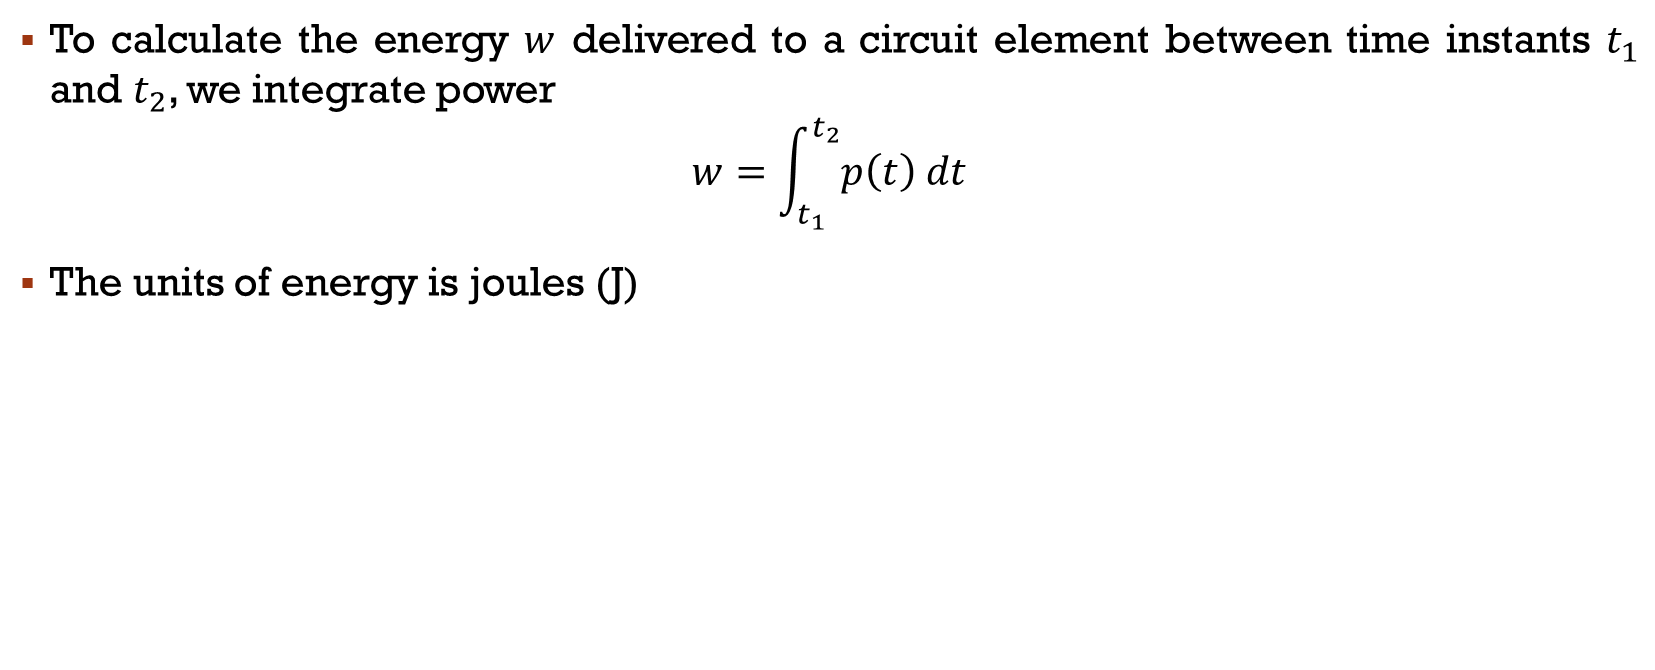 ▪ To calculate the energy w delivered to a circuit element between time instants t₁
and t₂, we integrate power
w = ∫_{t₁}^{t₂} p(t) dt
▪ The units of energy is joules (J)